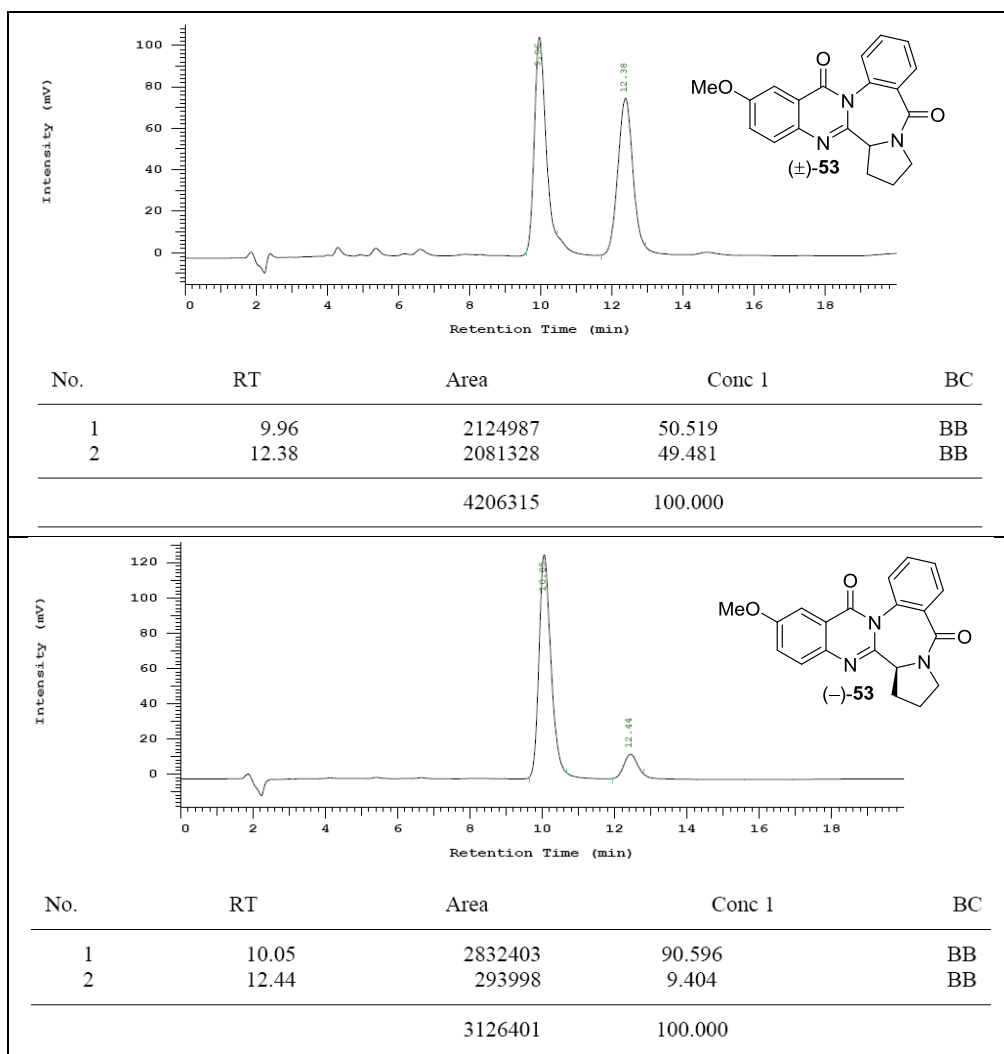 100
80
60
40
20
0
Intensity (mV)
9.96
12.38
0 2 4 6 8 10 12 14 16 18
Retention Time (min)
O
MeO
N
N
N
O
(±)-53
No. RT Area Conc 1 BC
1 9.96 2124987 50.519 BB
2 12.38 2081328 49.481 BB
4206315 100.000
120
100
80
60
40
20
0
Intensity (mV)
10.05
12.44
0 2 4 6 8 10 12 14 16 18
Retention Time (min)
O
MeO
N
N
N
O
(−)-53
No. RT Area Conc 1 BC
1 10.05 2832403 90.596 BB
2 12.44 293998 9.404 BB
3126401 100.000